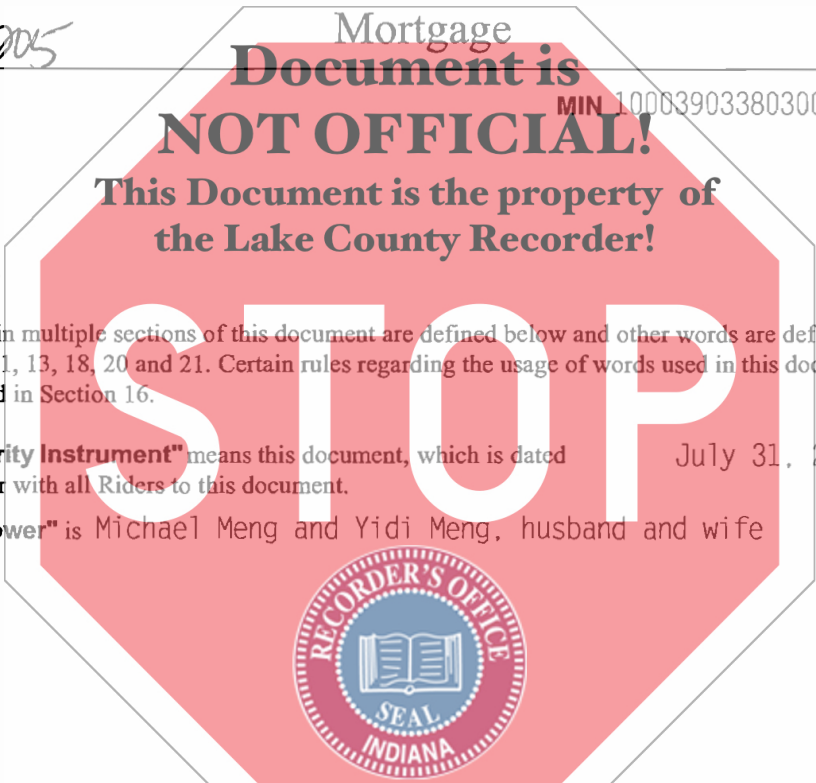 Mortgage
Document is
MIN 1000390338030
NOT OFFICIAL!
This Document is the property of
the Lake County Recorder!
in multiple sections of this document are defined below and other words are def
1, 13, 18, 20 and 21. Certain rules regarding the usage of words used in this doc
in Section 16.
rity Instrument" means this document, which is dated July 31, 2
with all Riders to this document.
wer" is Michael Meng and Yidi Meng, husband and wife
STOP
RECORDER'S OFFICE
SEAL
INDIANA